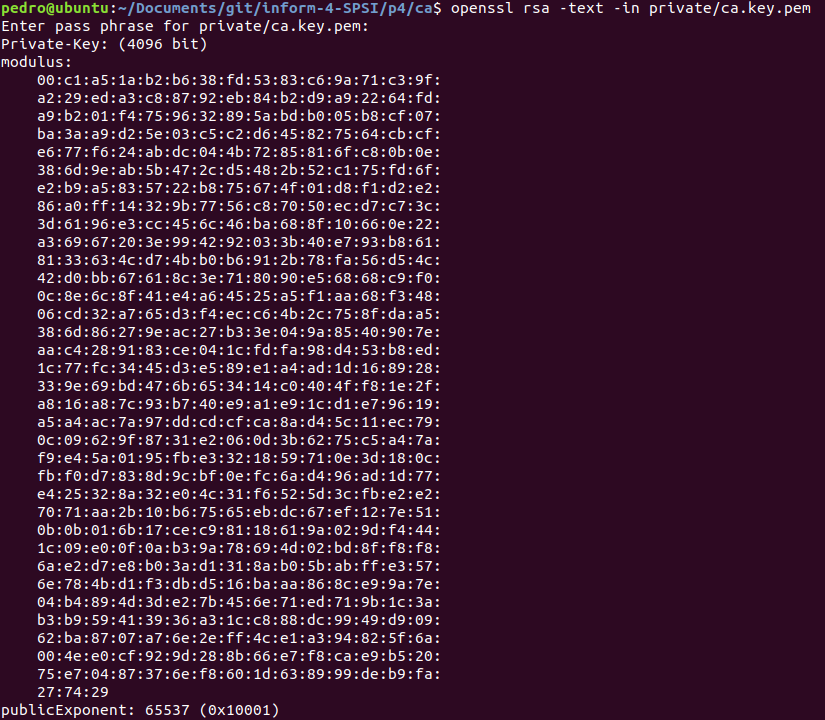 pedro@ubuntu:~/Documents/git/inform-4-SPSI/p4/ca$ openssl rsa -text -in private/ca.key.pem
Enter pass phrase for private/ca.key.pem:
Private-Key: (4096 bit)
modulus:
    00:c1:a5:1a:b2:b6:38:fd:53:83:c6:9a:71:c3:9f:
    a2:29:ed:a3:c8:87:92:eb:84:b2:d9:a9:22:64:fd:
    a9:b2:01:f4:75:96:32:89:5a:bd:b0:05:b8:cf:07:
    ba:3a:a9:d2:5e:03:c5:c2:d6:45:82:75:64:cb:cf:
    e6:77:f6:24:ab:dc:04:4b:72:85:81:6f:c8:0b:0e:
    38:6d:9e:ab:5b:47:2c:d5:48:2b:52:c1:75:fd:6f:
    e2:b9:a5:83:57:22:b8:75:67:4f:01:d8:f1:d2:e2:
    86:a0:ff:14:32:9b:77:56:c8:70:50:ec:d7:c7:3c:
    3d:61:96:e3:cc:45:6c:46:ba:68:8f:10:66:0e:22:
    a3:69:67:20:3e:99:42:92:03:3b:40:e7:93:b8:61:
    81:33:63:4c:d7:4b:b0:b6:91:2b:78:fa:56:d5:4c:
    42:d0:bb:67:61:8c:3e:71:80:90:e5:68:68:c9:f0:
    0c:8e:6c:8f:41:e4:a6:45:25:a5:f1:aa:68:f3:48:
    06:cd:32:a7:65:d3:f4:ec:c6:4b:2c:75:8f:da:a5:
    38:6d:86:27:9e:ac:27:b3:3e:04:9a:85:40:90:7e:
    aa:c4:28:91:83:ce:04:1c:fd:fa:98:d4:53:b8:ed:
    1c:77:fc:34:45:d3:e5:89:e1:a4:ad:1d:16:89:28:
    33:9e:69:bd:47:6b:65:34:14:c0:40:4f:f8:1e:2f:
    a8:16:a8:7c:93:b7:40:e9:a1:e9:1c:d1:e7:96:19:
    a5:a4:ac:7a:97:dd:cd:cf:ca:8a:d4:5c:11:ec:79:
    0c:09:62:9f:87:31:e2:06:0d:3b:62:75:c5:a4:7a:
    f9:e4:5a:01:95:fb:e3:32:18:59:71:0e:3d:18:0c:
    fb:f0:d7:83:8d:9c:bf:0e:fc:6a:d4:96:ad:1d:77:
    e4:25:32:8a:32:e0:4c:31:f6:52:5d:3c:fb:e2:e2:
    70:71:aa:2b:10:b6:75:65:eb:dc:67:ef:12:7e:51:
    0b:0b:01:6b:17:ce:c9:81:18:61:9a:02:9d:f4:44:
    1c:09:e0:0f:0a:b3:9a:78:69:4d:02:bd:8f:f8:f8:
    6a:e2:d7:e8:b0:3a:d1:31:8a:b0:5b:ab:ff:e3:57:
    6e:78:4b:d1:f3:db:d5:16:ba:aa:86:8c:e9:9a:7e:
    04:b4:89:4d:3d:e2:7b:45:6e:71:ed:71:9b:1c:3a:
    b3:b9:59:41:39:36:a3:1c:c8:88:dc:99:49:d9:09:
    62:ba:87:07:a7:6e:2e:ff:4c:e1:a3:94:82:5f:6a:
    00:4e:e0:cf:92:9d:28:8b:66:e7:f8:ca:e9:b5:20:
    75:e7:04:87:37:6e:f8:60:1d:63:89:99:de:b9:fa:
    27:74:29
publicExponent: 65537 (0x10001)